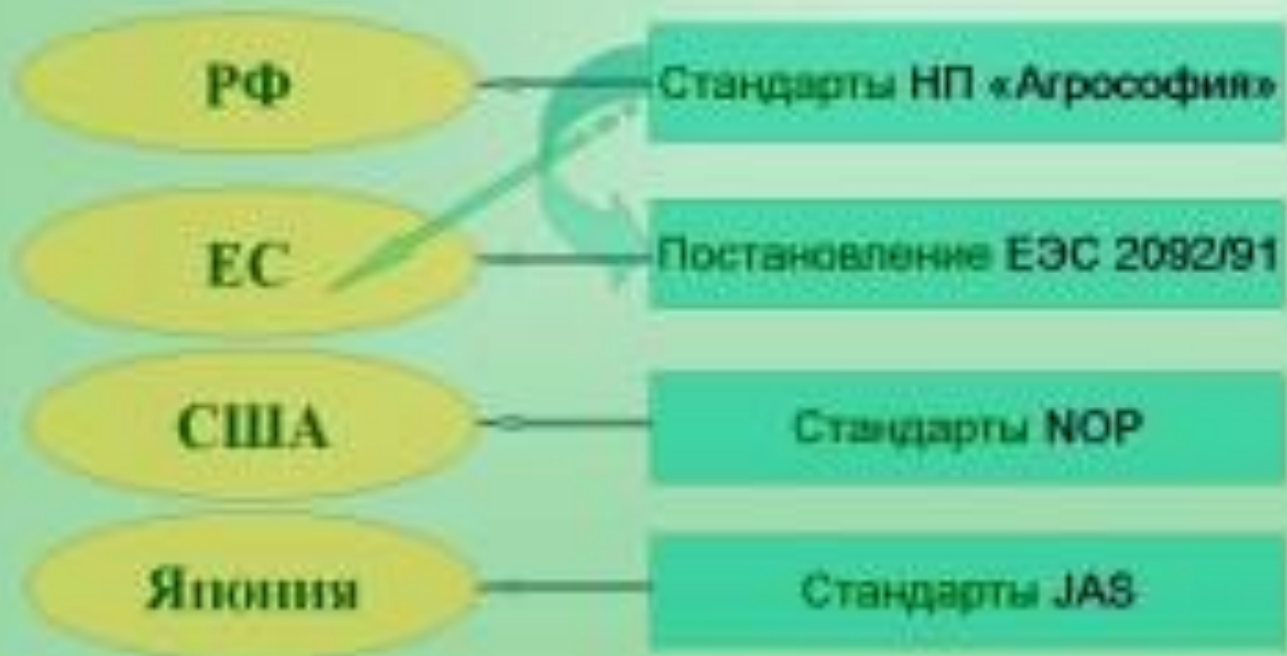 РФ
Стандарты НП «Агрософия»
ЕС
Постановление ЕЭС 2092/91
США
Стандарты NOP
Япония
Стандарты JAS